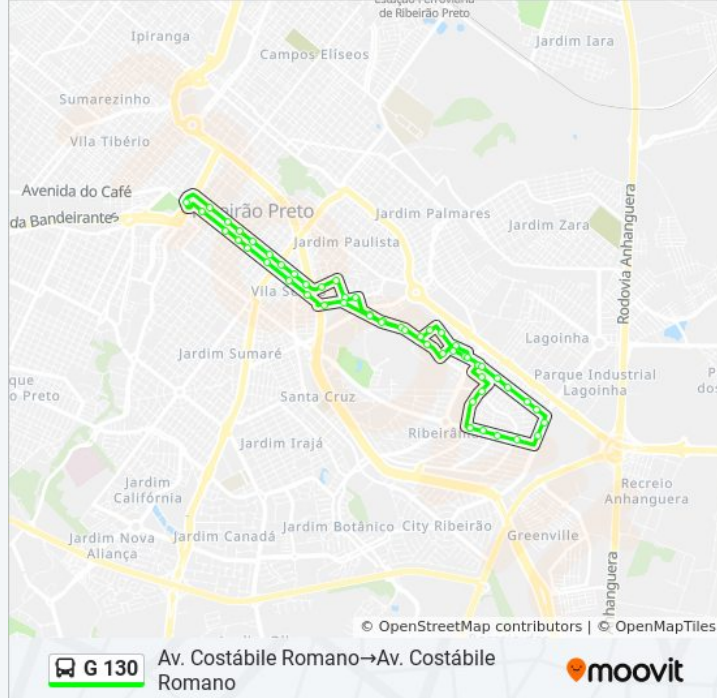 Estação Ferroviária
de Ribeirão Preto
Ipiranga
Jardim Iara
Campos Elíseos
Sumarezinho
Vila Tibério
Avenida do Café
da Bandeirantes
eirão Preto
Jardim Palmares
Jardim Zara
Jardim Paulista
Rodovia Anhanguera
Vila Se
Lagoinha
Jardim Sumaré
Parque Industrial
Lagoinha
que
o Preto
P
dos
Santa Cruz
Ribeirân
Jardim Irajá
Jardim
Califórnia
Recreio
Anhanguera
Jardim Botânico
City Ribeirão
Jardim Nova
Aliança
Jardim Canadá
Greenville
hanguera
© OpenStreetMap contributors | © OpenMapTiles
G 130
Av. Costábile Romano→Av. Costábile
Romano
moovit